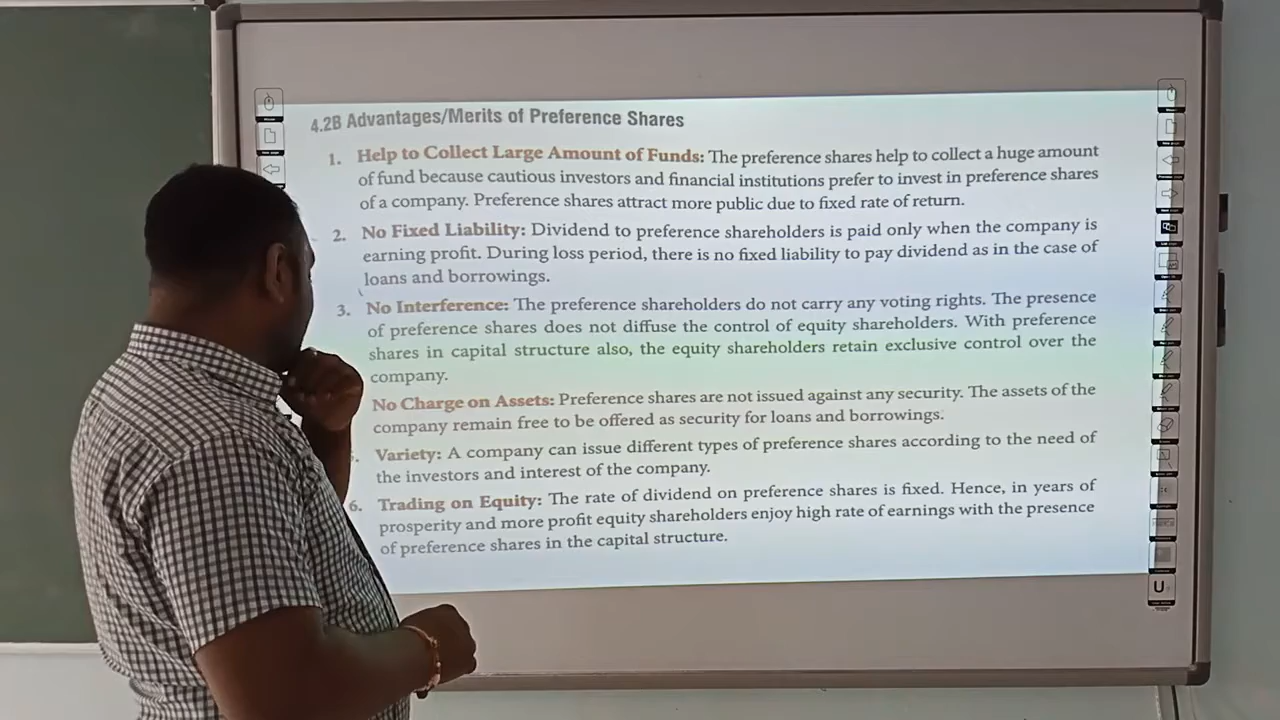 4.2B Advantages/Merits of Preference Shares
1. Help to Collect Large Amount of Funds: The preference shares help to collect a huge amount
of fund because cautious investors and financial institutions prefer to invest in preference shares
of a company. Preference shares attract more public due to fixed rate of return.
2. No Fixed Liability: Dividend to preference shareholders is paid only when the company is
earning profit. During loss period, there is no fixed liability to pay dividend as in the case of
loans and borrowings.
3. No Interference: The preference shareholders do not carry any voting rights. The presence
of preference shares does not diffuse the control of equity shareholders. With preference
shares in capital structure also, the equity shareholders retain exclusive control over the
company.
No Charge on Assets: Preference shares are not issued against any security. The assets of the
company remain free to be offered as security for loans and borrowings.
Variety: A company can issue different types of preference shares according to the need of
the investors and interest of the company.
6. Trading on Equity: The rate of dividend on preference shares is fixed. Hence, in years of
prosperity and more profit equity shareholders enjoy high rate of earnings with the presence
of preference shares in the capital structure.
U